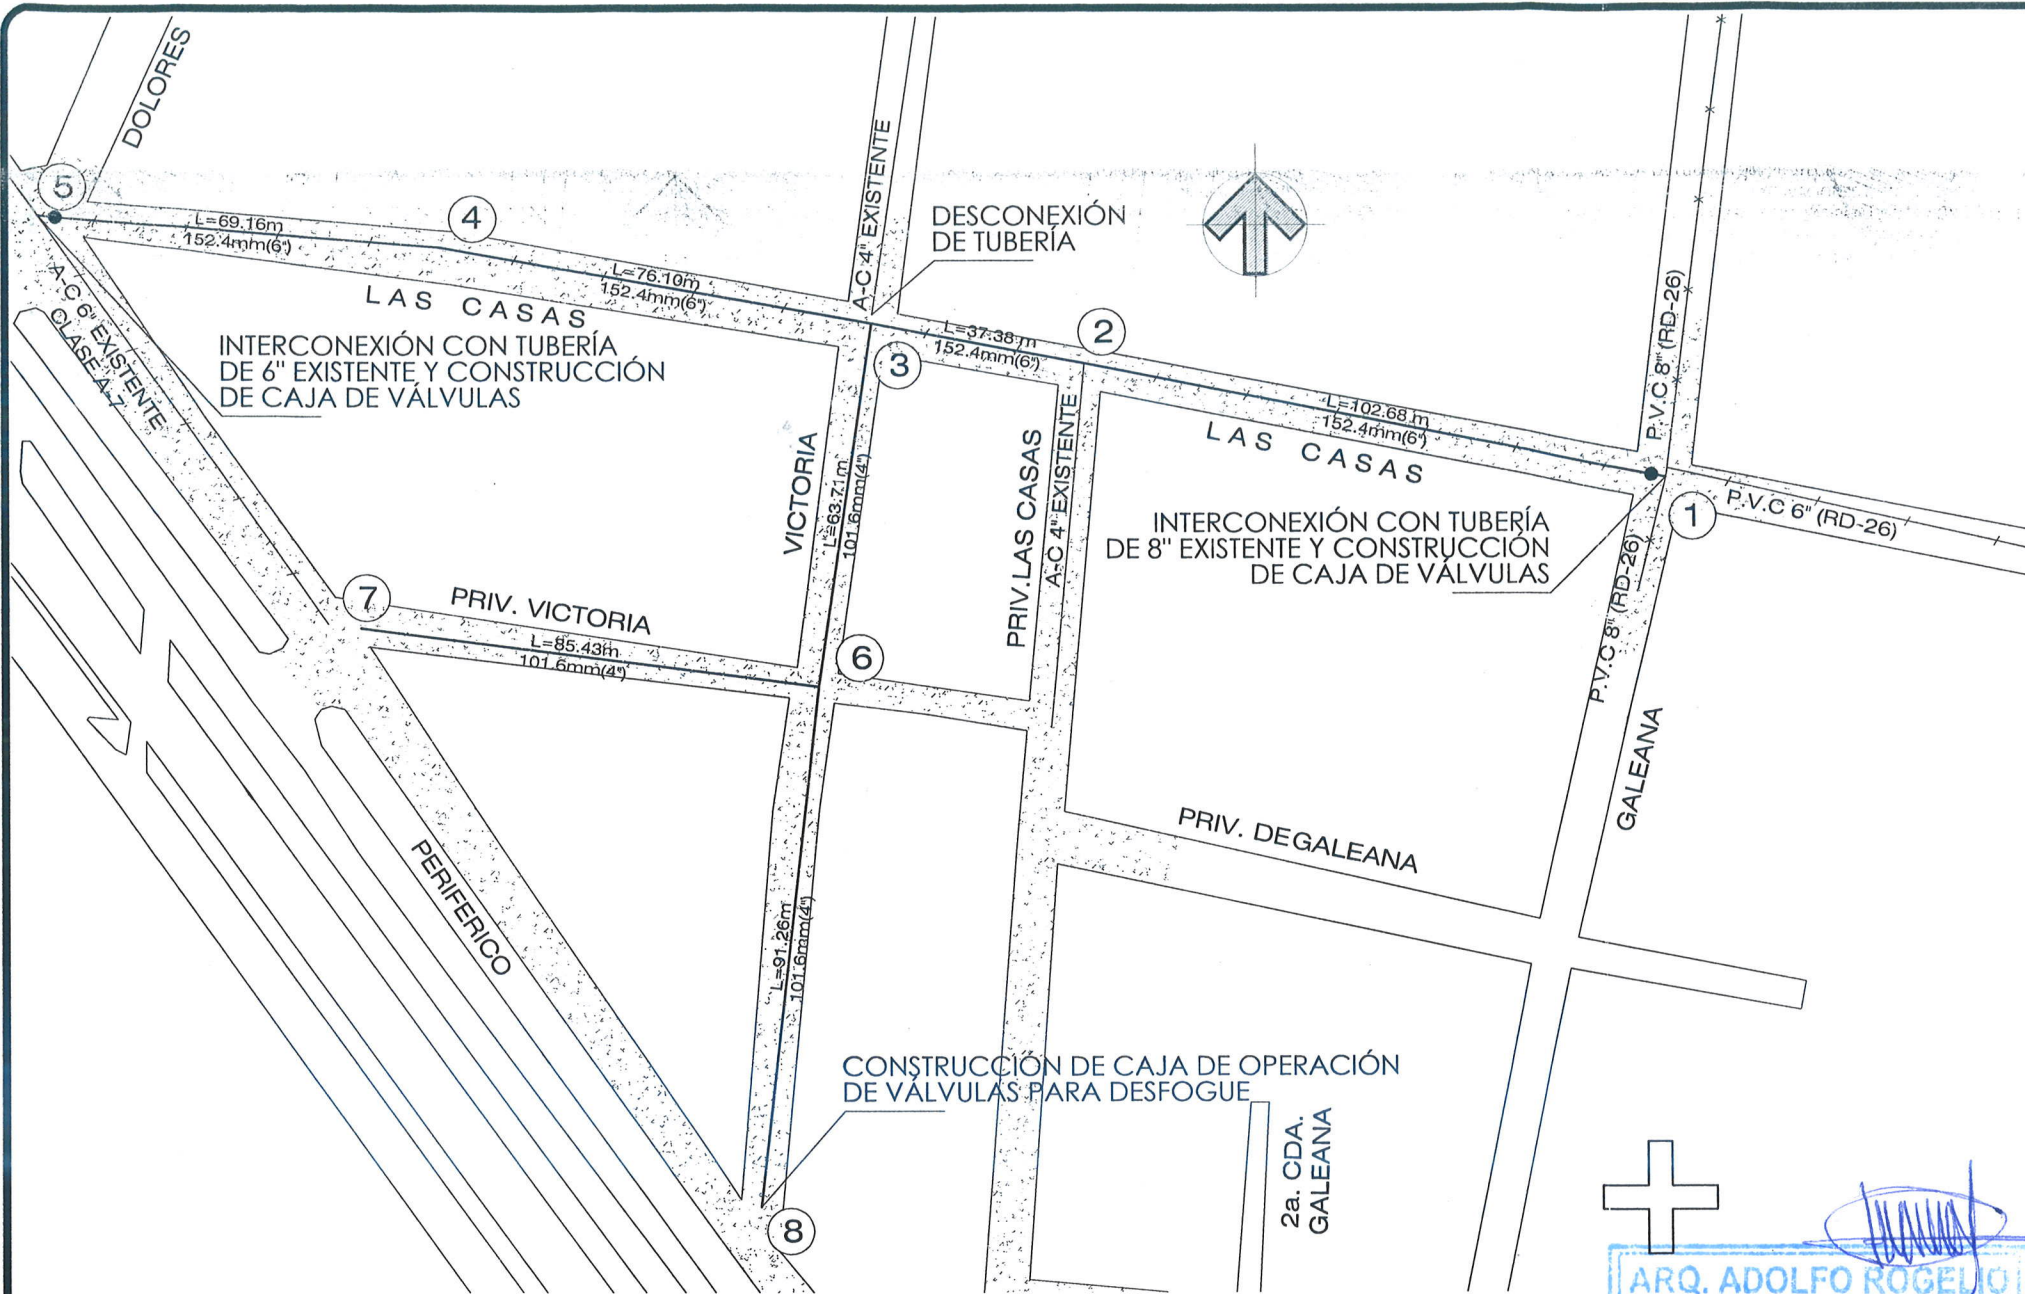 DOLORES
5
L=69.16m
152.4mm(6")
4
A-C 4" EXISTENTE
DESCONEXIÓN
DE TUBERÍA
L=76.10m
152.4mm(6")
LAS CASAS
A-C 6" EXISTENTE
CLASE A-7
INTERCONEXIÓN CON TUBERÍA
DE 6" EXISTENTE Y CONSTRUCCIÓN
DE CAJA DE VÁLVULAS
L=37.38m
152.4mm(6")
2
3
P.V.C 8" (RD-26)
L=102.68 m
152.4mm(6")
LAS CASAS
VICTORIA
L=63.71m
101.6mm(4")
PRIV.LAS CASAS
A-C 4" EXISTENTE
INTERCONEXIÓN CON TUBERÍA
DE 8" EXISTENTE Y CONSTRUCCIÓN
DE CAJA DE VÁLVULAS
1
P.V.C 6" (RD-26)
P.V.C 8" (RD-26)
7
PRIV. VICTORIA
L=85.43m
101.6mm(4")
6
GALEANA
PRIV. DEGALEANA
PERIFERICO
L=91.26m
101.6mm(4")
CONSTRUCCIÓN DE CAJA DE OPERACIÓN
DE VÁLVULAS PARA DESFOGUE
2a. CDA.
GALEANA
8
ARQ. ADOLFO ROGELIO